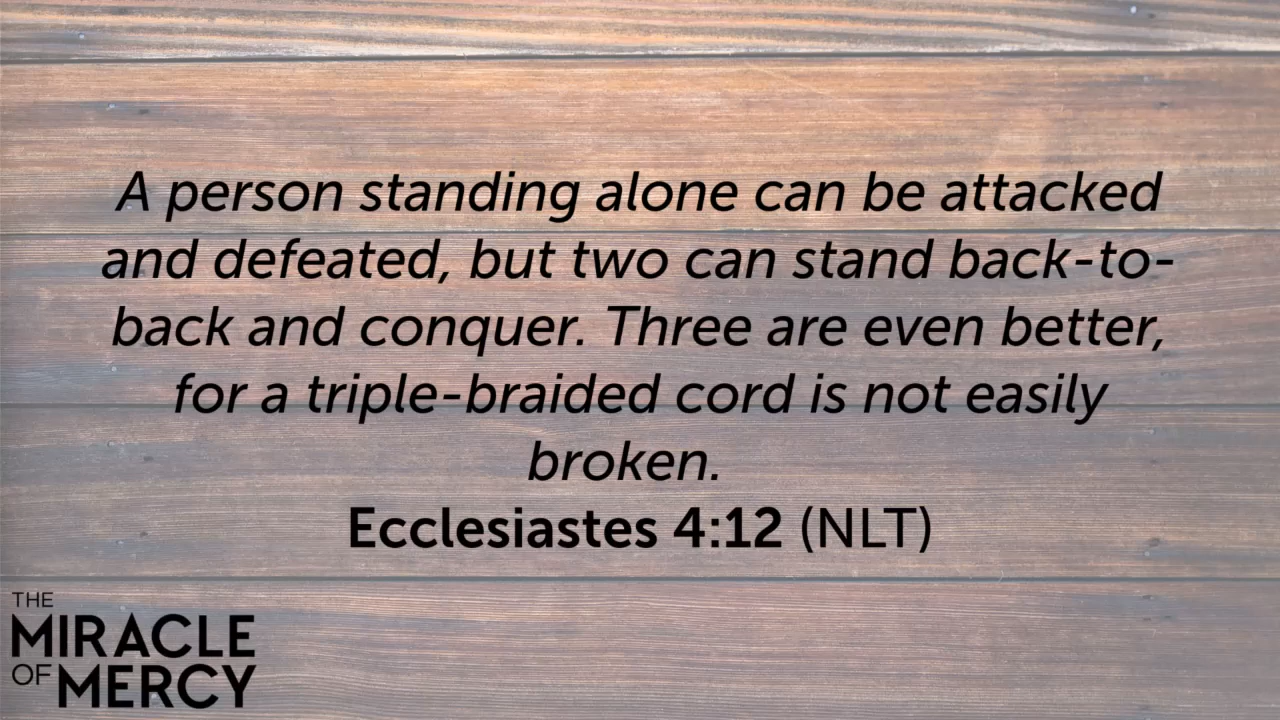 A person standing alone can be attacked
and defeated, but two can stand back-to-
back and conquer. Three are even better,
for a triple-braided cord is not easily
broken.
Ecclesiastes 4:12 (NLT)
THE
MIRACLE
OF MERCY